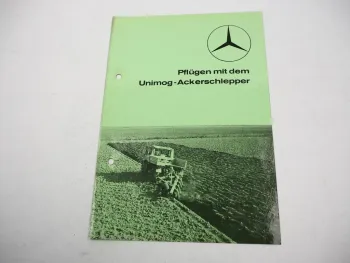 Pflügen mit dem
Unimog-Ackerschlepper